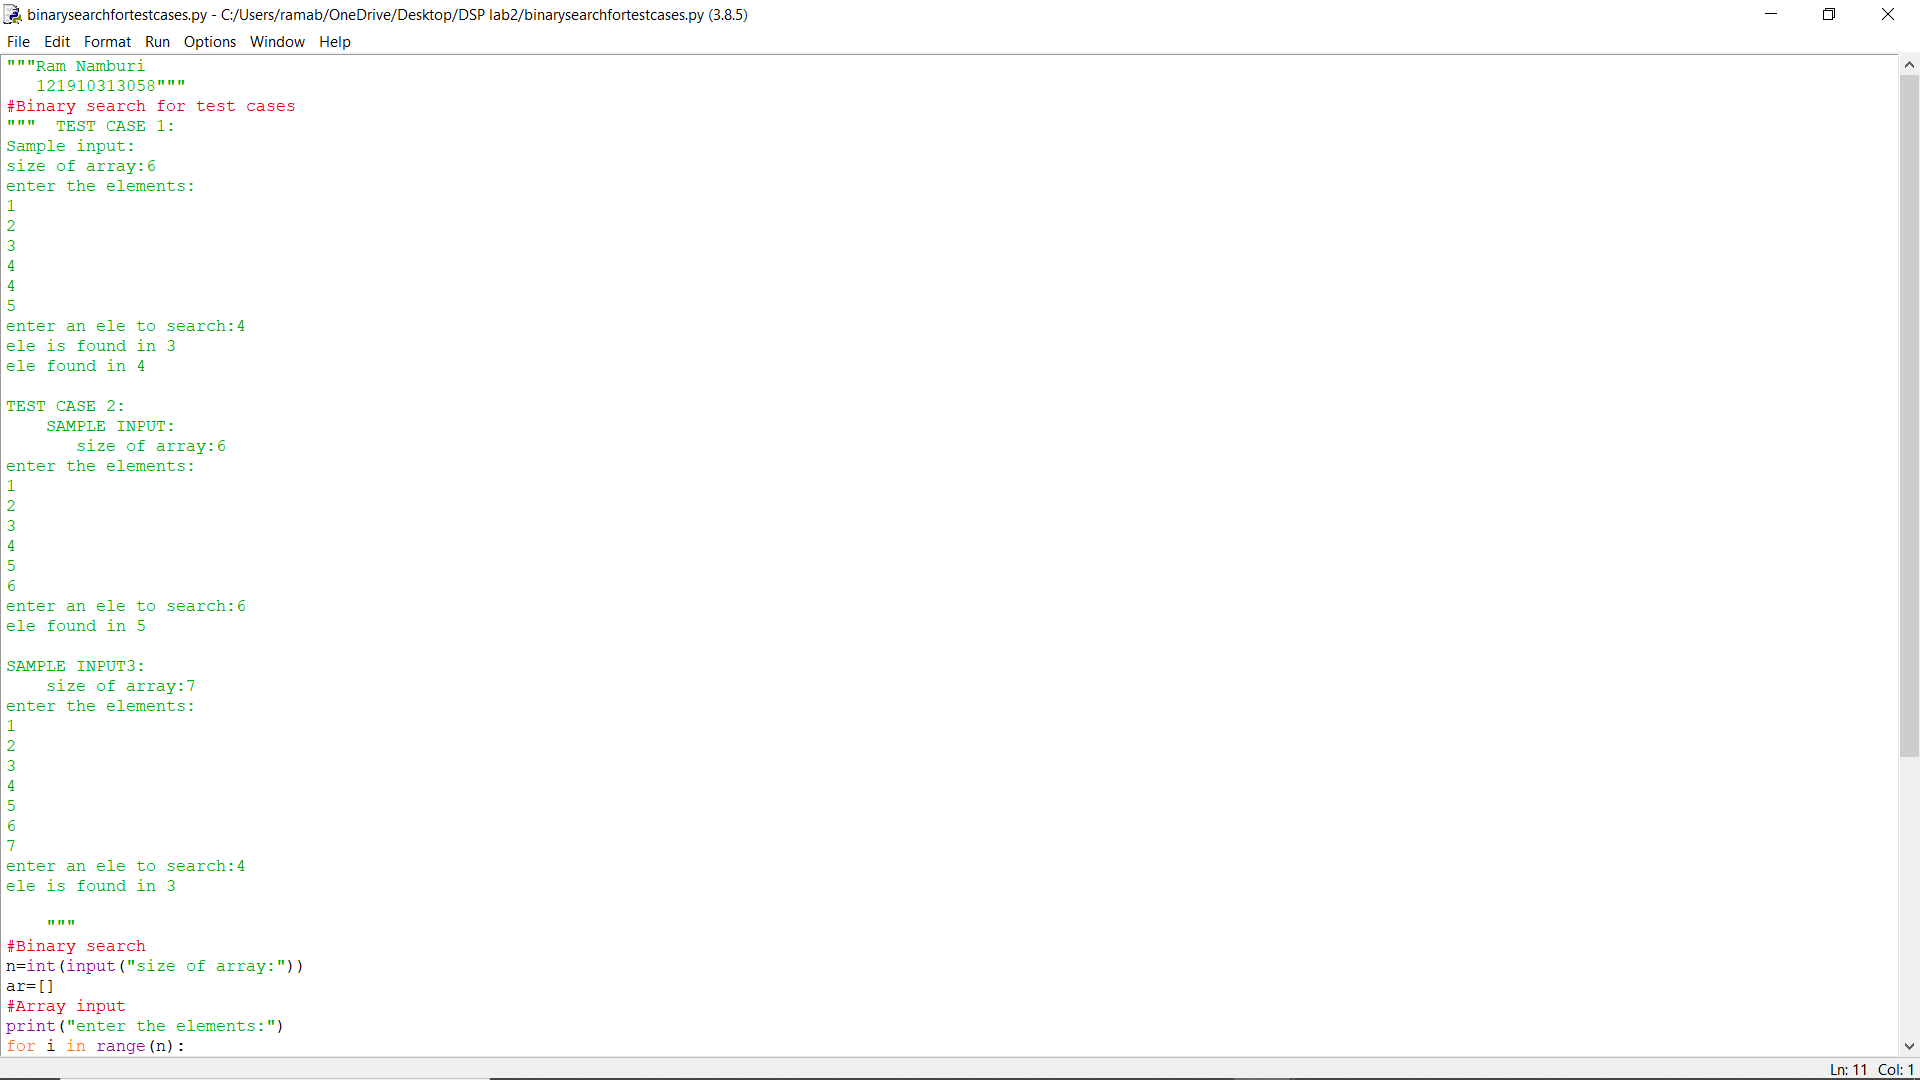 binarysearchfortestcases.py - C:/Users/ramab/OneDrive/Desktop/DSP lab2/binarysearchfortestcases.py (3.8.5)
File Edit Format Run Options Window Help
"""Ram Namburi
   121910313058"""
#Binary search for test cases
"""  TEST CASE 1:
Sample input:
size of array:6
enter the elements:
1
2
3
4
4
5
enter an ele to search:4
ele is found in 3
ele found in 4

TEST CASE 2:
    SAMPLE INPUT:
       size of array:6
enter the elements:
1
2
3
4
5
6
enter an ele to search:6
ele found in 5

SAMPLE INPUT3:
    size of array:7
enter the elements:
1
2
3
4
5
6
7
enter an ele to search:4
ele is found in 3

    """
#Binary search
n=int(input("size of array:"))
ar=[]
#Array input
print("enter the elements:")
for i in range(n):
Ln: 11 Col: 1